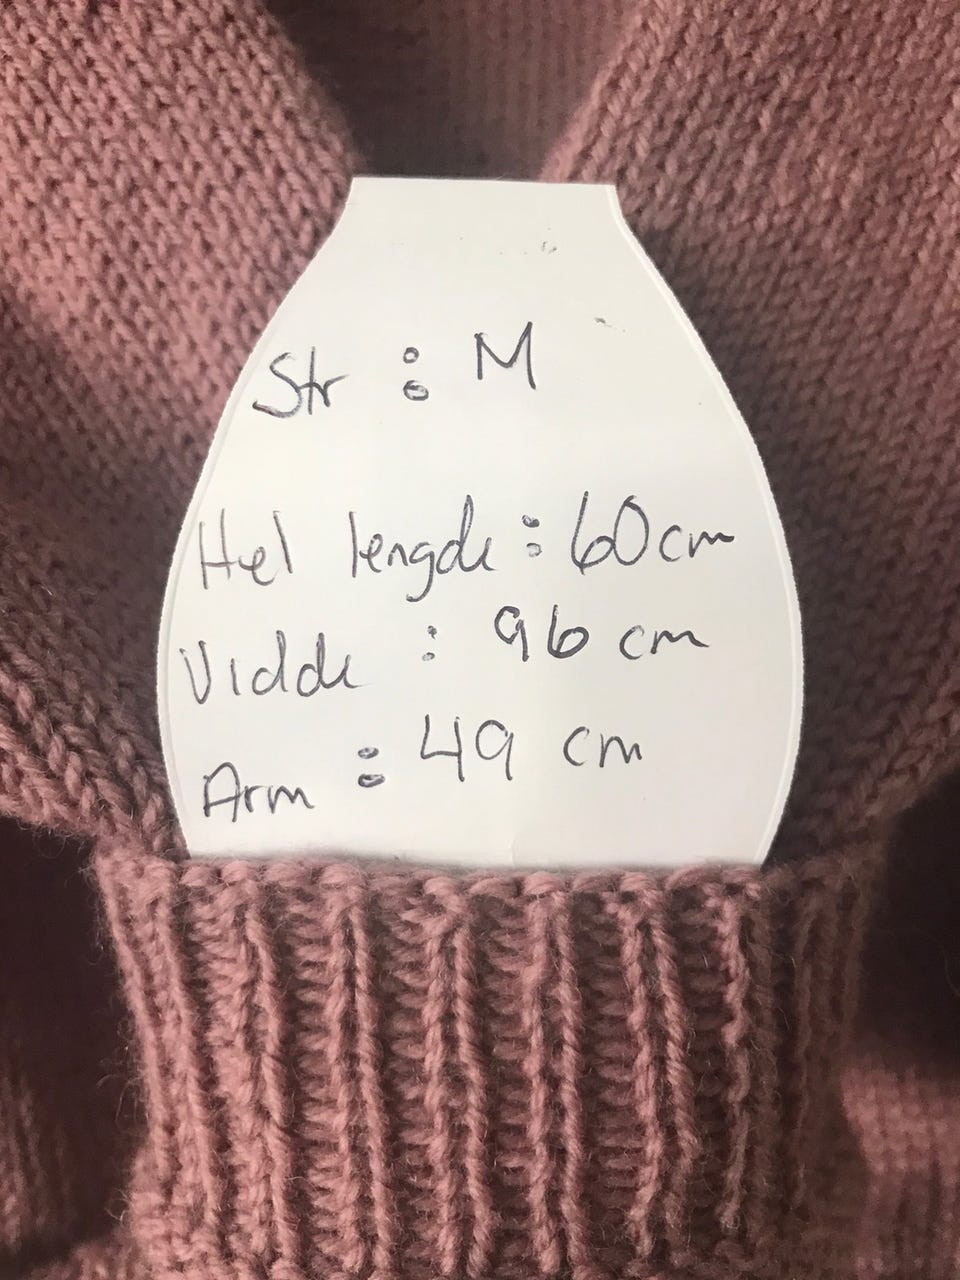 Str : M
Hel lengde : 60 cm
Vidde : 96 cm
Arm : 49 cm